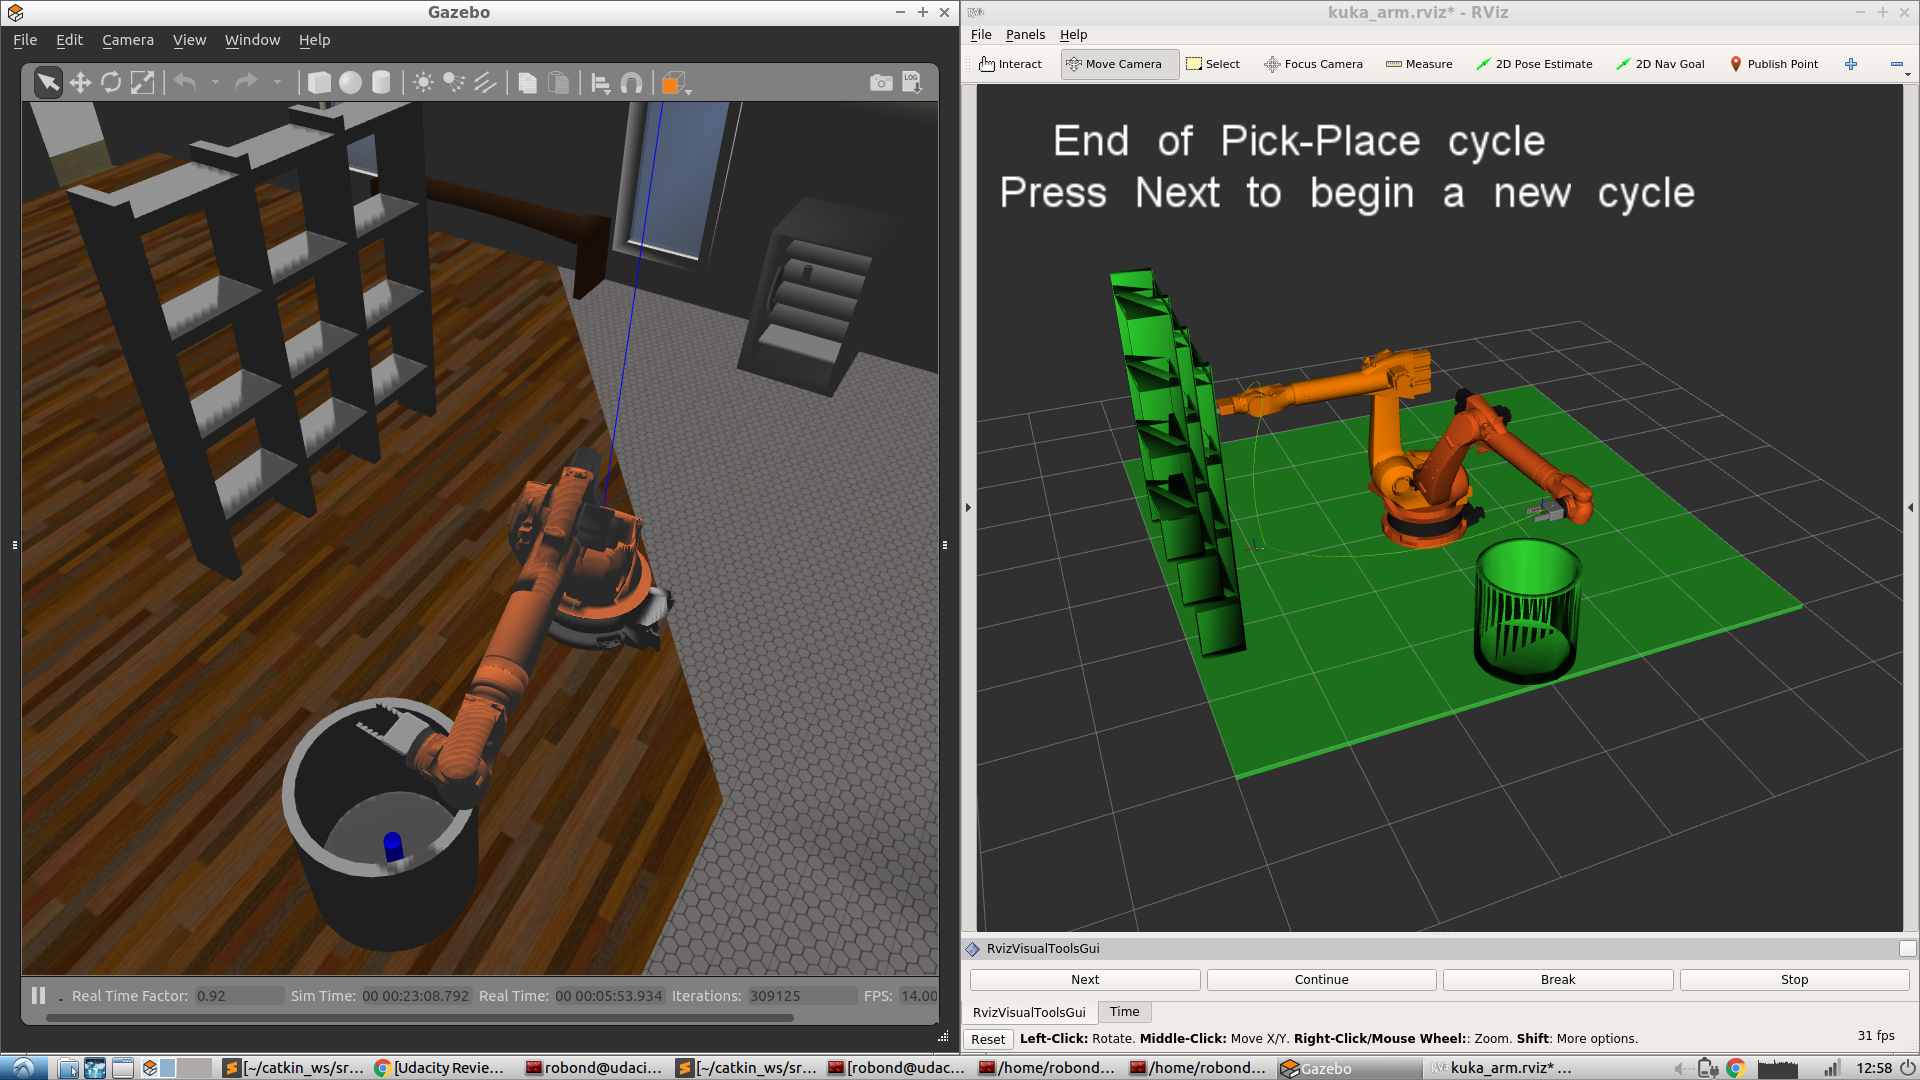 Gazebo
File Edit Camera View Window Help
LOG
Real Time Factor: 0.92 Sim Time: 00 00:23:08.792 Real Time: 00 00:05:53.934 Iterations: 309125 FPS: 14.00
kuka_arm.rviz* - RViz
File Panels Help
Interact Move Camera Select Focus Camera Measure 2D Pose Estimate 2D Nav Goal Publish Point
End of Pick-Place cycle
Press Next to begin a new cycle
RvizVisualToolsGui
Next Continue Break Stop
RvizVisualToolsGui Time
Reset Left-Click: Rotate. Middle-Click: Move X/Y. Right-Click/Mouse Wheel:: Zoom. Shift: More options. 31 fps
[~/catkin_ws/sr... [Udacity Revie... robond@udaci... [~/catkin_ws/sr... [robond@udac... /home/robond... /home/robond... Gazebo kuka_arm.rviz* ... 12:58